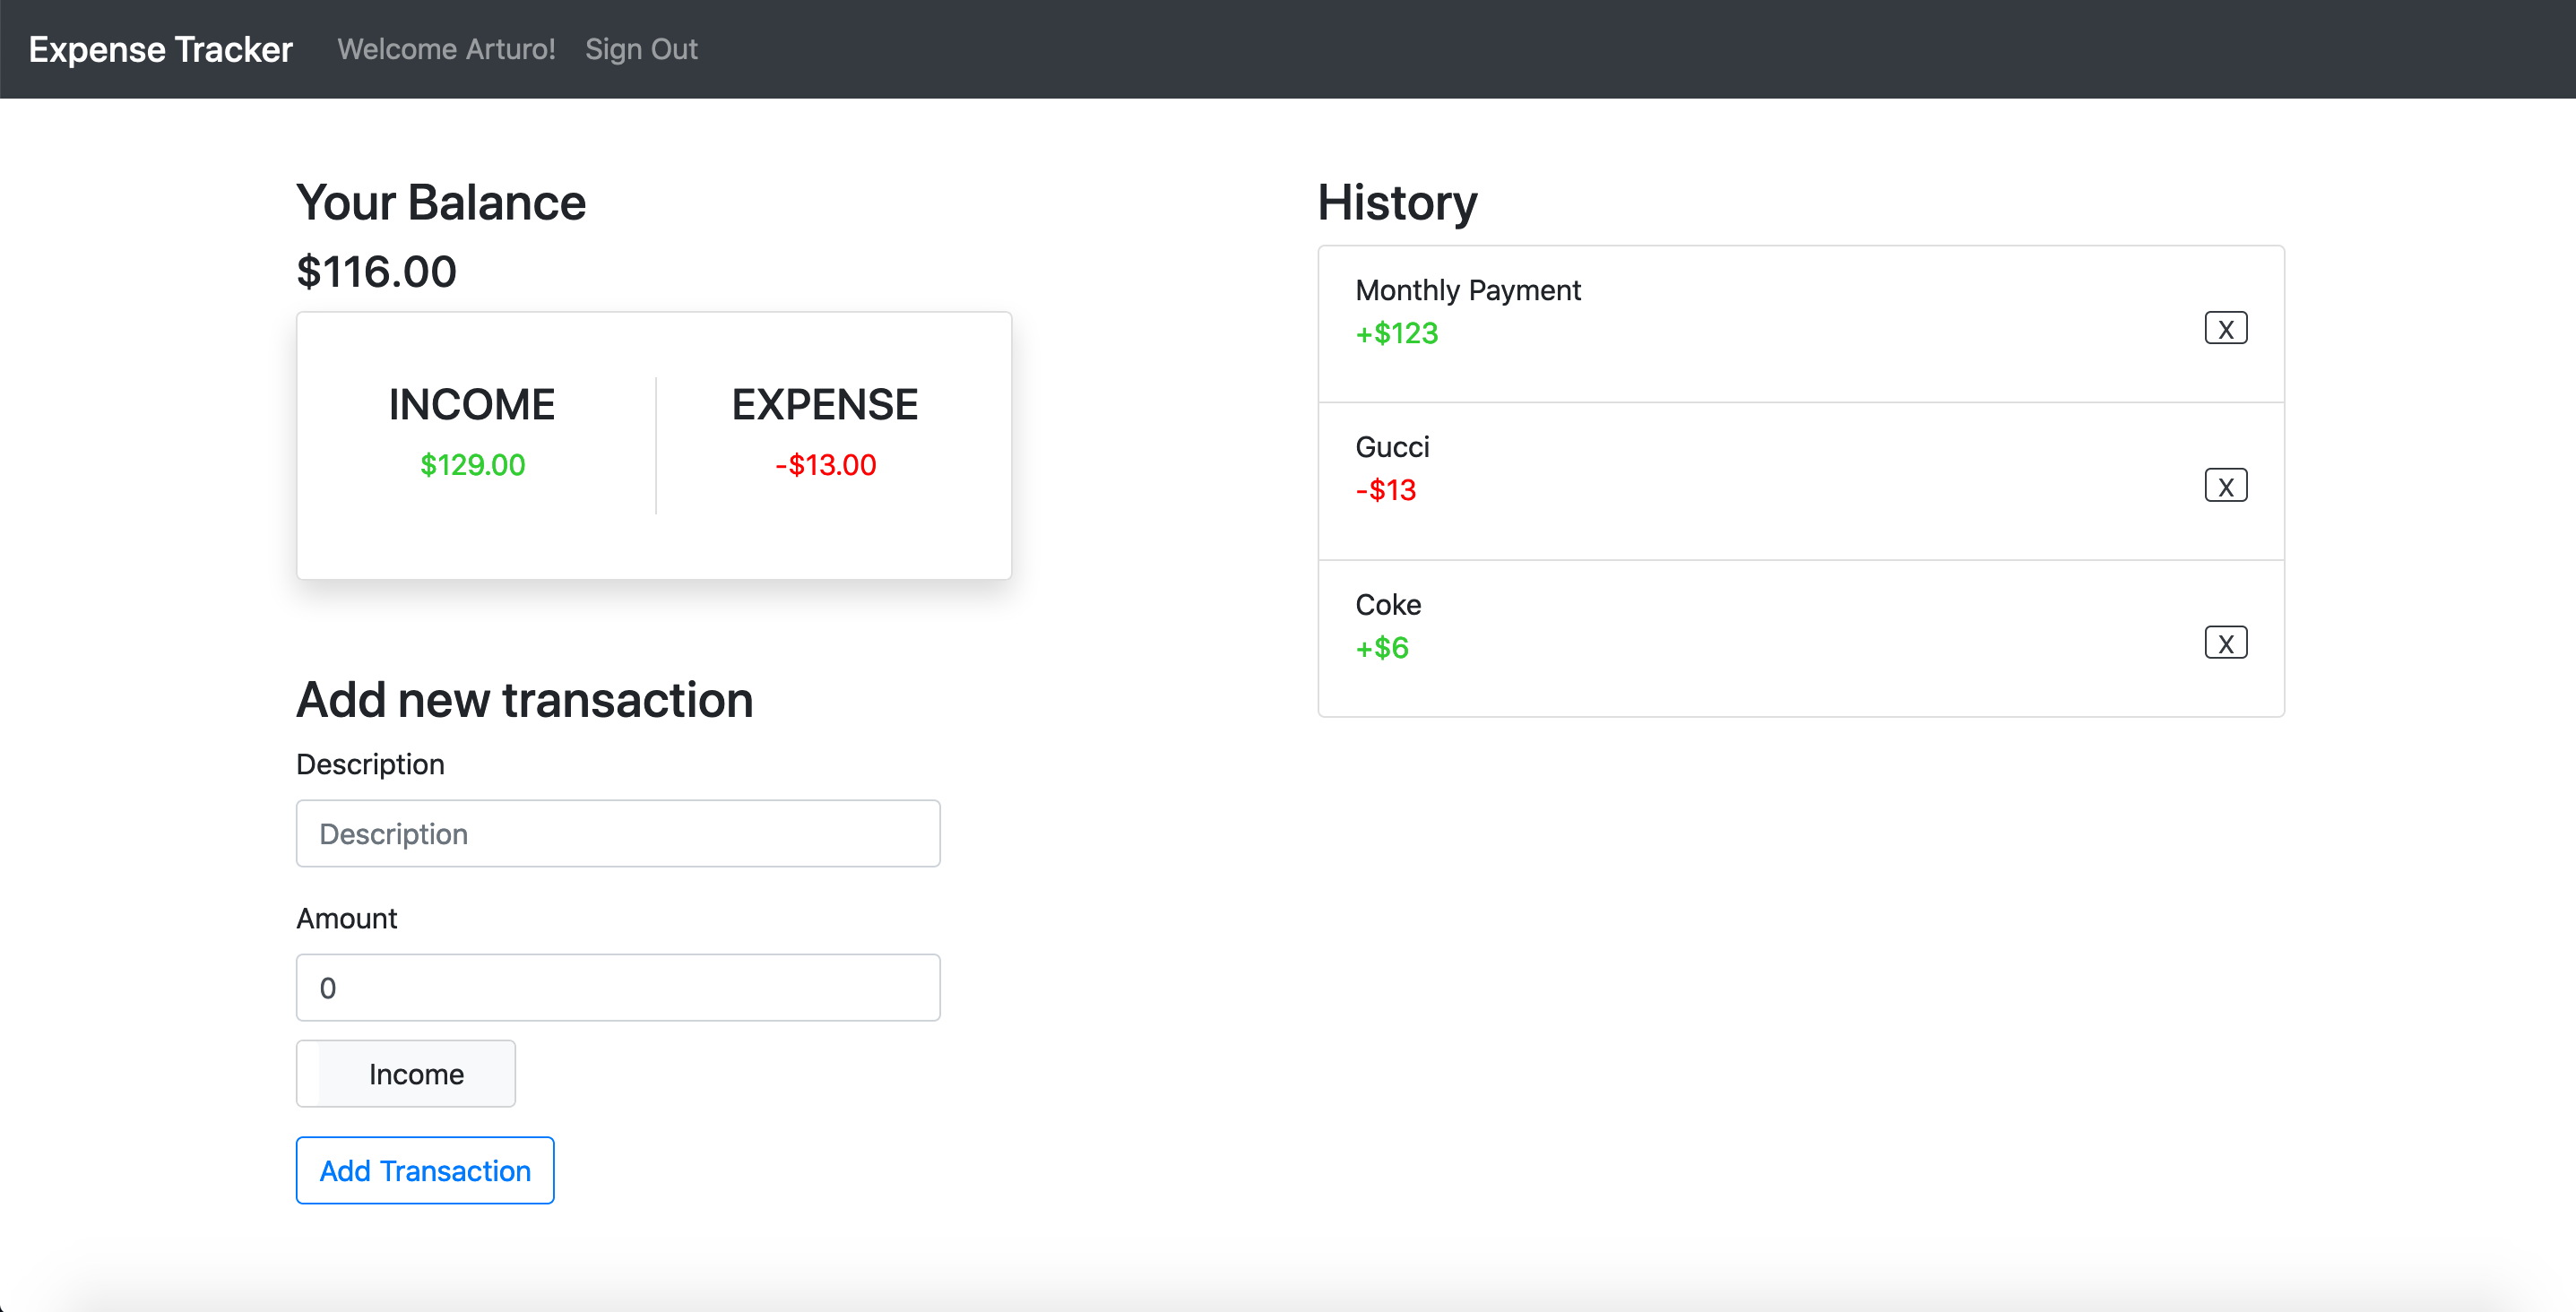 Expense Tracker Welcome Arturo! Sign Out
Your Balance
$116.00
INCOME
$129.00
EXPENSE
-$13.00
Add new transaction
Description
Description
Amount
0
Income
Add Transaction
History
Monthly Payment
+$123
X
Gucci
-$13
X
Coke
+$6
X